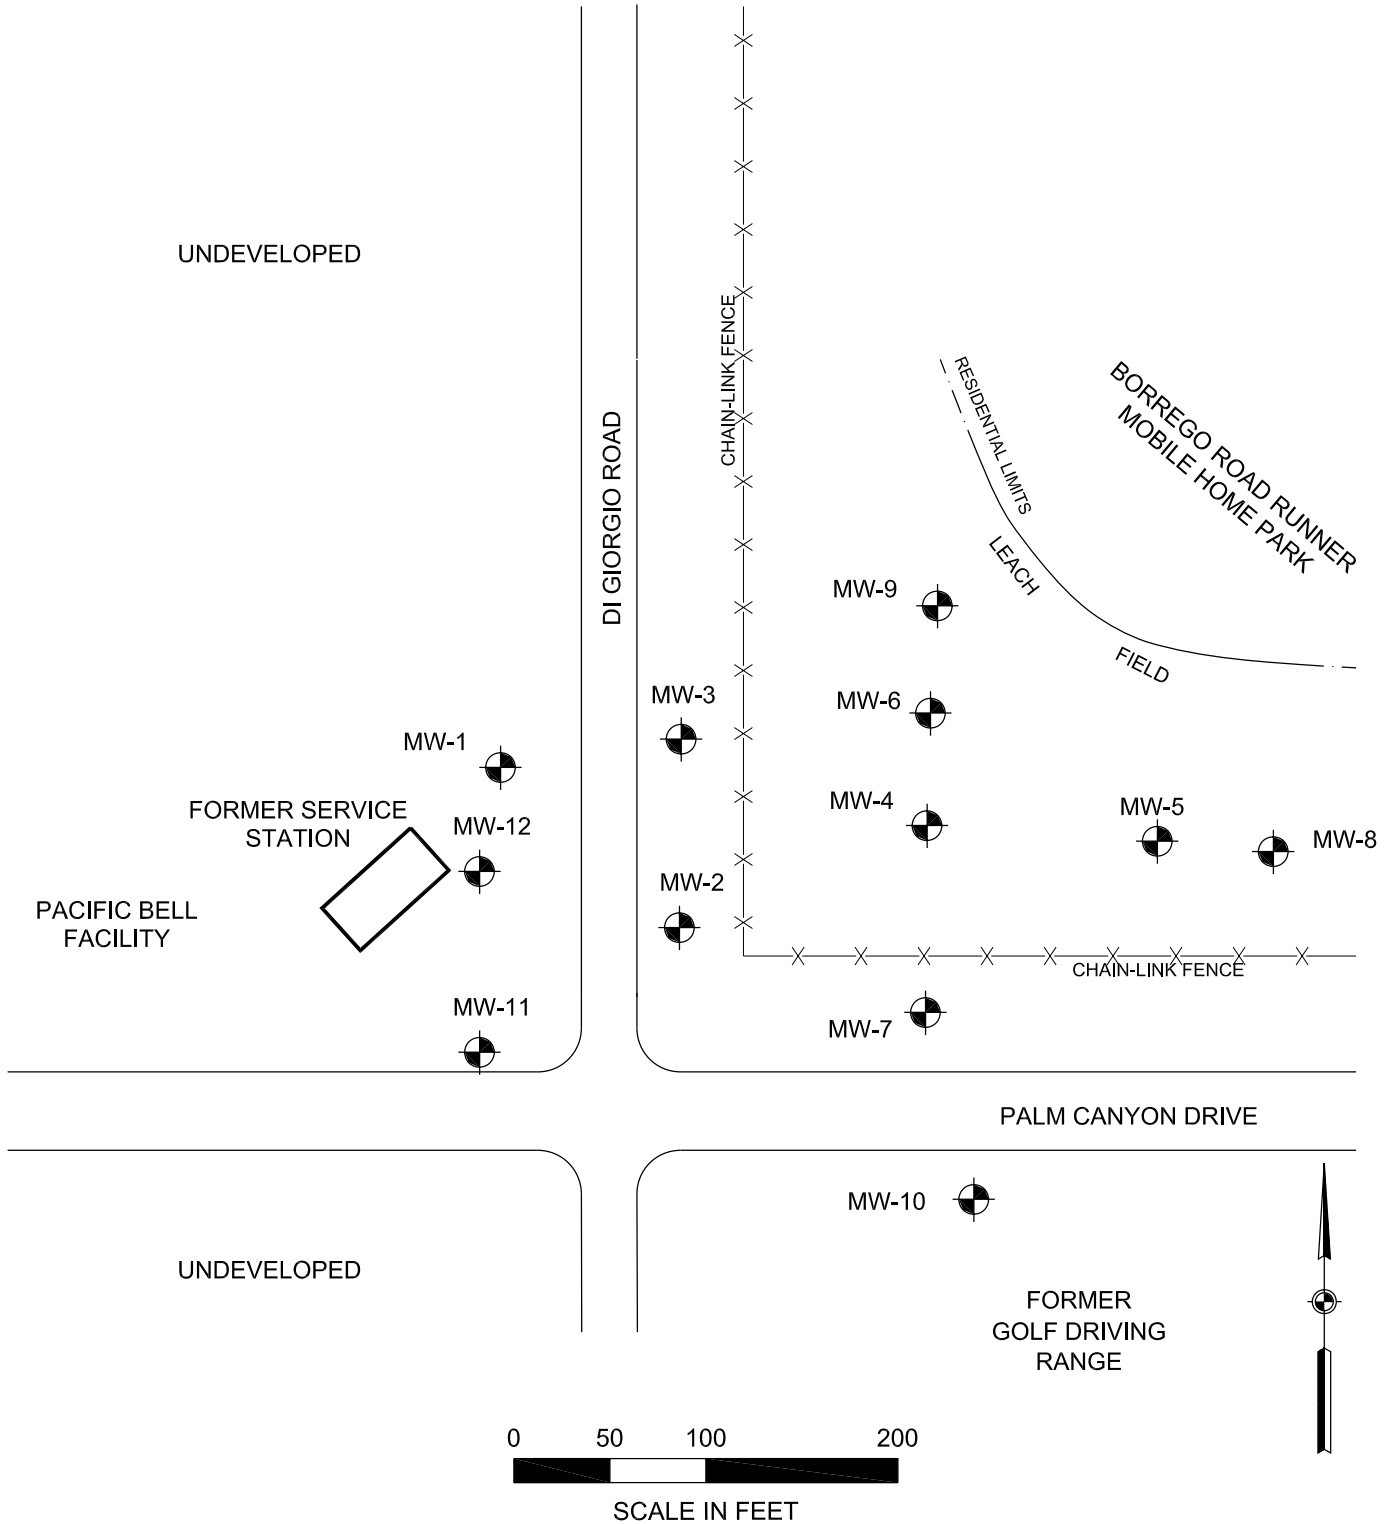 UNDEVELOPED
CHAIN-LINK FENCE
RESIDENTIAL LIMITS
BORREGO ROAD RUNNER
MOBILE HOME PARK
DI GIORGIO ROAD
LEACH
FIELD
MW-9
MW-3
MW-6
MW-1
FORMER SERVICE
STATION
MW-12
MW-4
MW-5
MW-8
MW-2
PACIFIC BELL
FACILITY
CHAIN-LINK FENCE
MW-11
MW-7
PALM CANYON DRIVE
MW-10
UNDEVELOPED
FORMER
GOLF DRIVING
RANGE
0 50 100 200
SCALE IN FEET